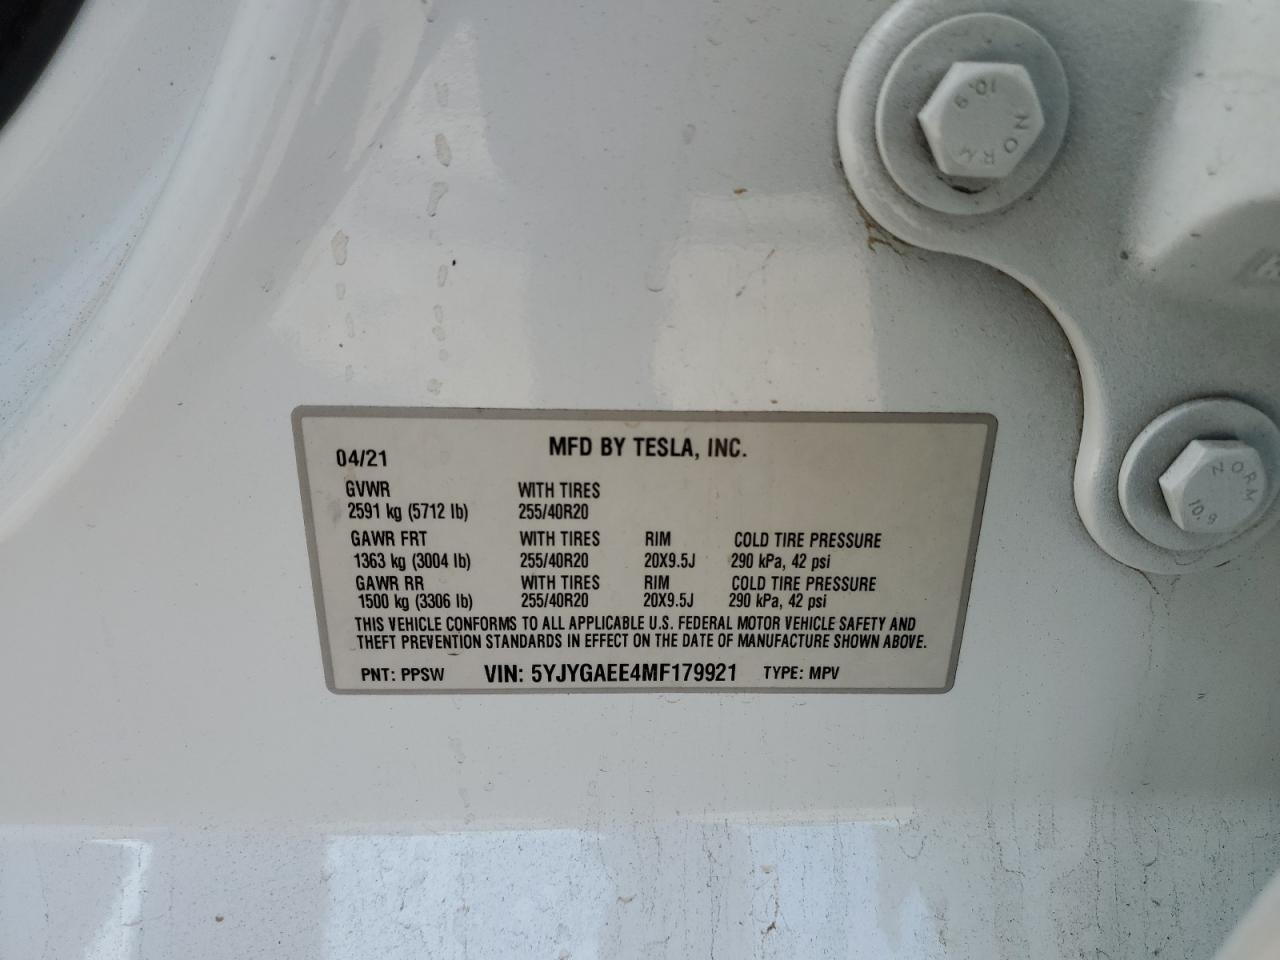 10.9
NORM
04/21 MFD BY TESLA, INC.
GVWR WITH TIRES
2591 kg (5712 lb) 255/40R20
GAWR FRT WITH TIRES RIM COLD TIRE PRESSURE
1363 kg (3004 lb) 255/40R20 20X9.5J 290 kPa, 42 psi
GAWR RR WITH TIRES RIM COLD TIRE PRESSURE
1500 kg (3306 lb) 255/40R20 20X9.5J 290 kPa, 42 psi
THIS VEHICLE CONFORMS TO ALL APPLICABLE U.S. FEDERAL MOTOR VEHICLE SAFETY AND
THEFT PREVENTION STANDARDS IN EFFECT ON THE DATE OF MANUFACTURE SHOWN ABOVE.
PNT: PPSW VIN: 5YJYGAEE4MF179921 TYPE: MPV
NORM
10.9